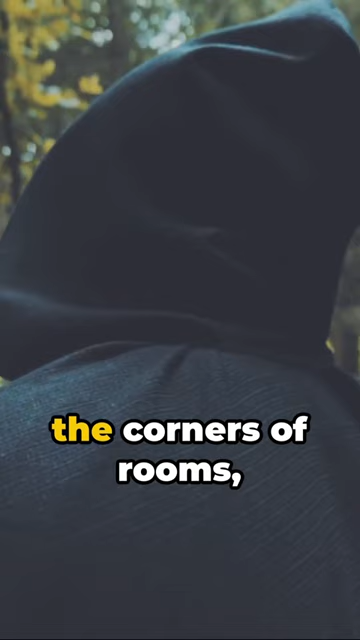 the corners of
rooms,